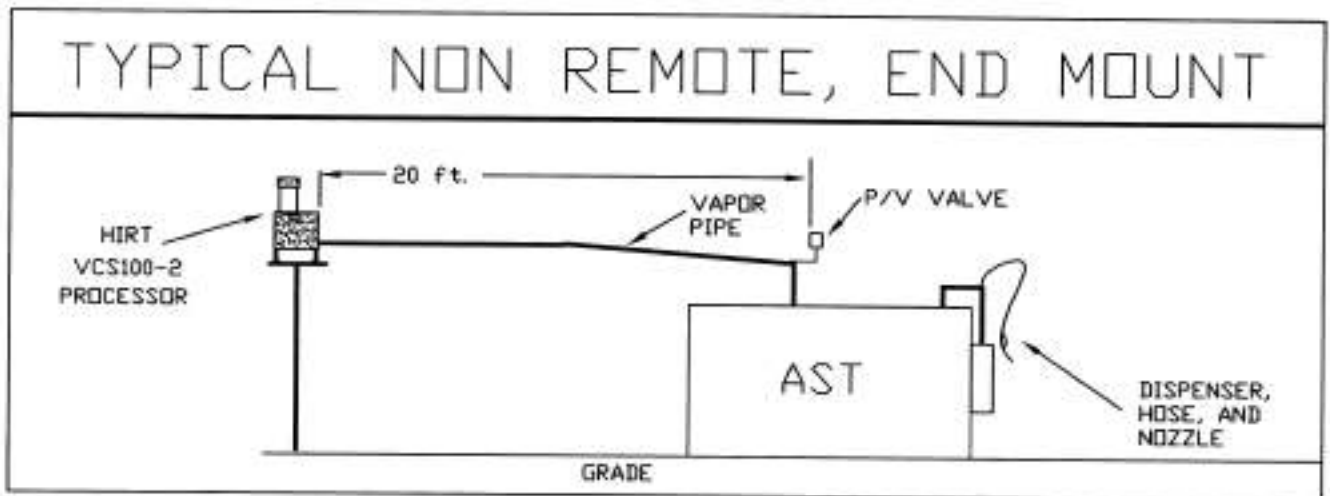 TYPICAL NON REMOTE, END MOUNT
20 ft.
VAPOR
PIPE
P/V VALVE
HIRT
VCS100-2
PROCESSOR
AST
DISPENSER,
HOSE, AND
NOZZLE
GRADE